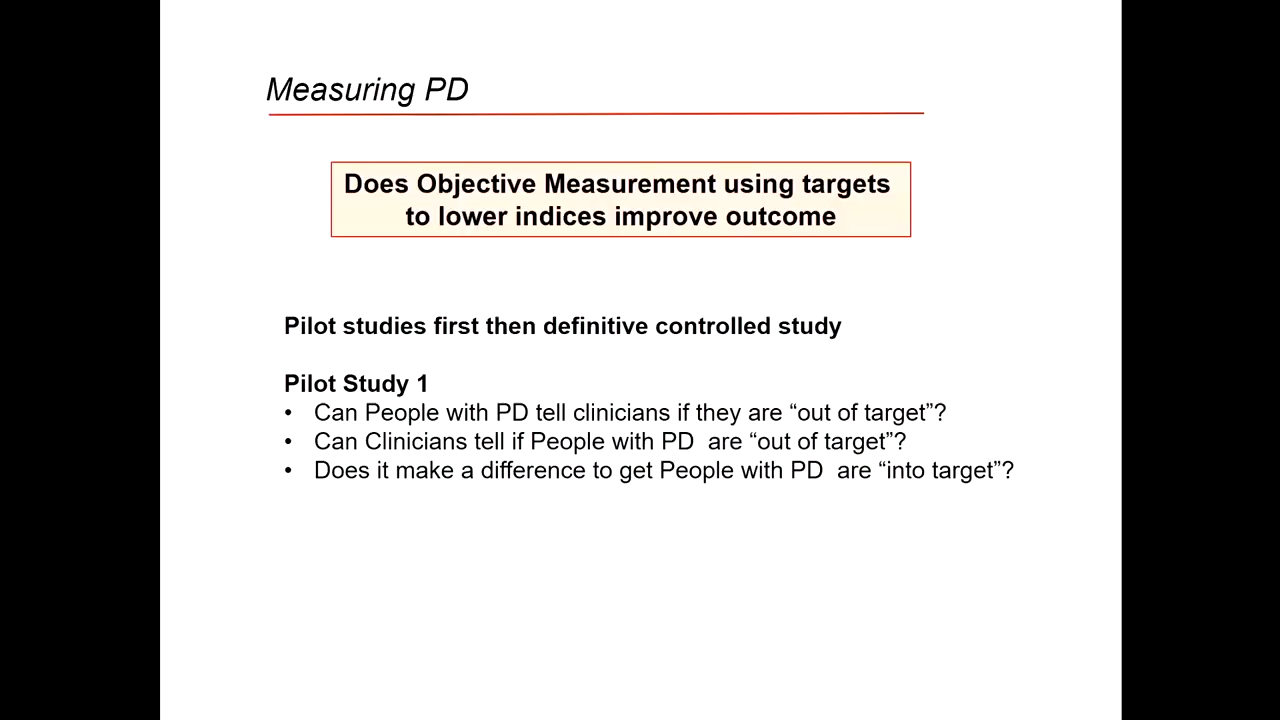 Measuring PD
Does Objective Measurement using targets
to lower indices improve outcome
Pilot studies first then definitive controlled study
Pilot Study 1
• Can People with PD tell clinicians if they are “out of target”?
• Can Clinicians tell if People with PD  are “out of target”?
• Does it make a difference to get People with PD  are “into target”?